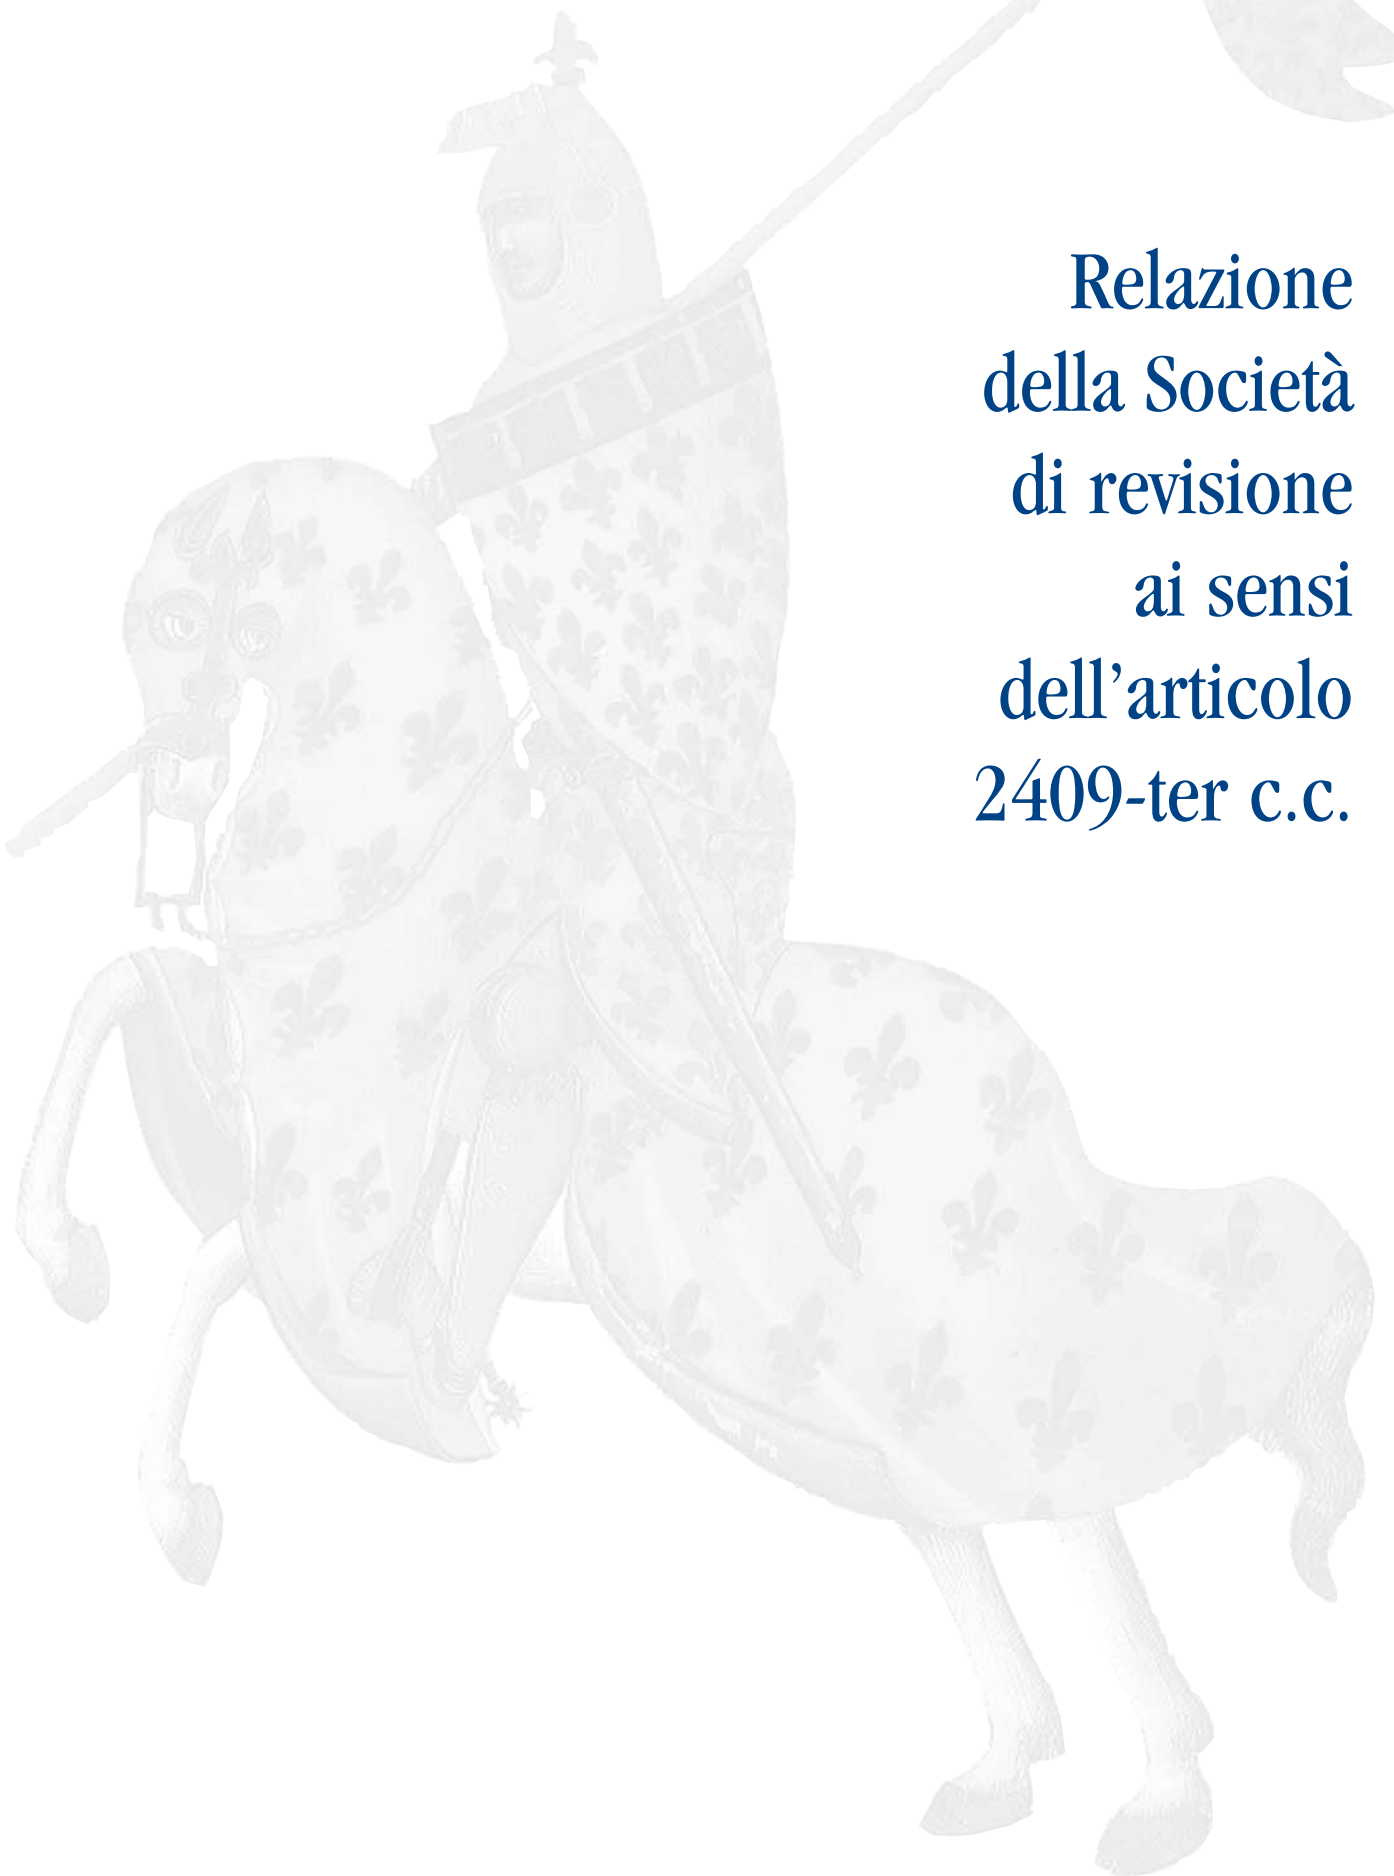 Relazione
della Società
di revisione
ai sensi
dell’articolo
2409-ter c.c.